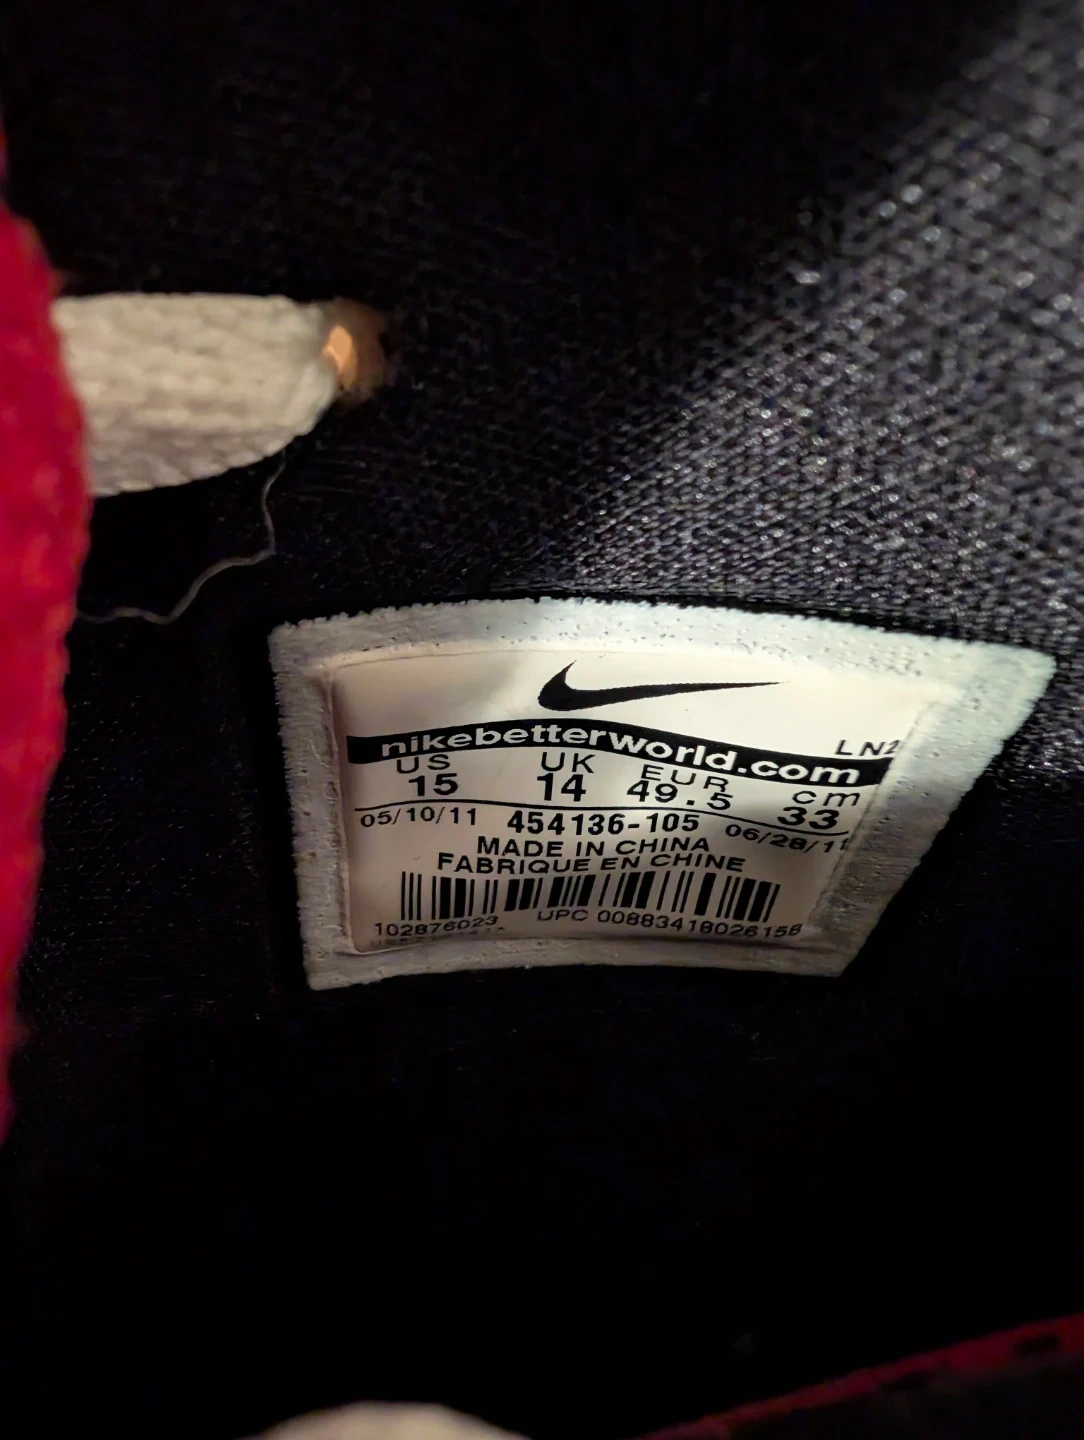 nikebetterworld.com
LN2
US UK EUR cm
15 14 49.5 33
05/10/11 454136-105 06/28/11
MADE IN CHINA
FABRIQUE EN CHINE
102876023 UPC 00883418026158